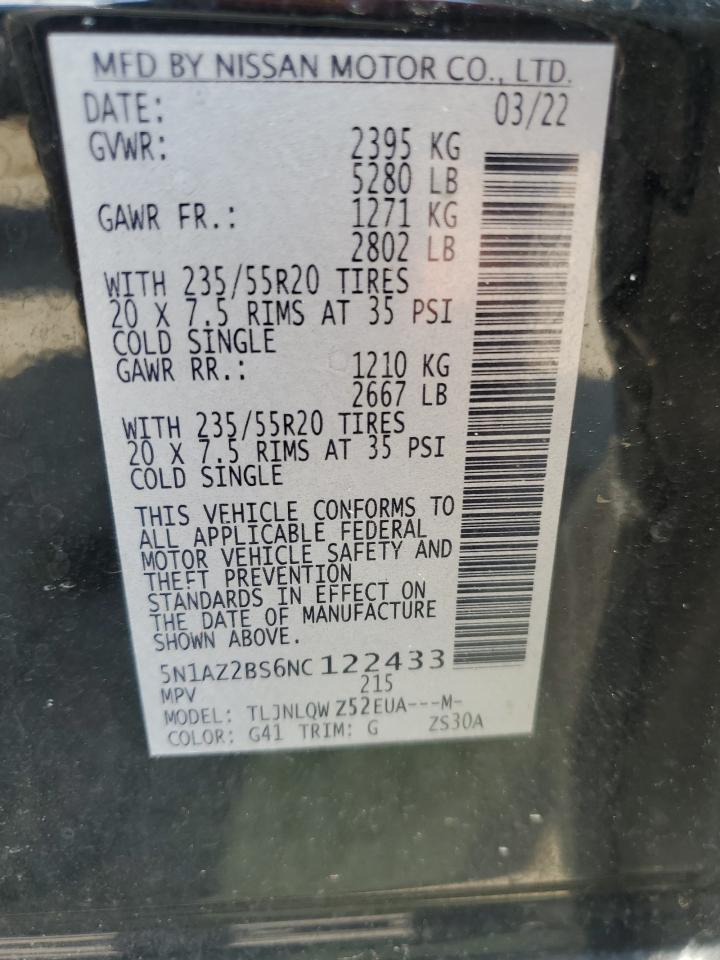 MFD BY NISSAN MOTOR CO., LTD.
DATE: 03/22
GVWR: 2395 KG
5280 LB
GAWR FR.: 1271 KG
2802 LB
WITH 235/55R20 TIRES
20 X 7.5 RIMS AT 35 PSI
COLD SINGLE
GAWR RR.: 1210 KG
2667 LB
WITH 235/55R20 TIRES
20 X 7.5 RIMS AT 35 PSI
COLD SINGLE
THIS VEHICLE CONFORMS TO
ALL APPLICABLE FEDERAL
MOTOR VEHICLE SAFETY AND
THEFT PREVENTION
STANDARDS IN EFFECT ON
THE DATE OF MANUFACTURE
SHOWN ABOVE.
5N1AZ2BS6NC122433
MPV 215
MODEL: TLJNLQW Z52EUA---M-
COLOR: G41 TRIM: G ZS30A